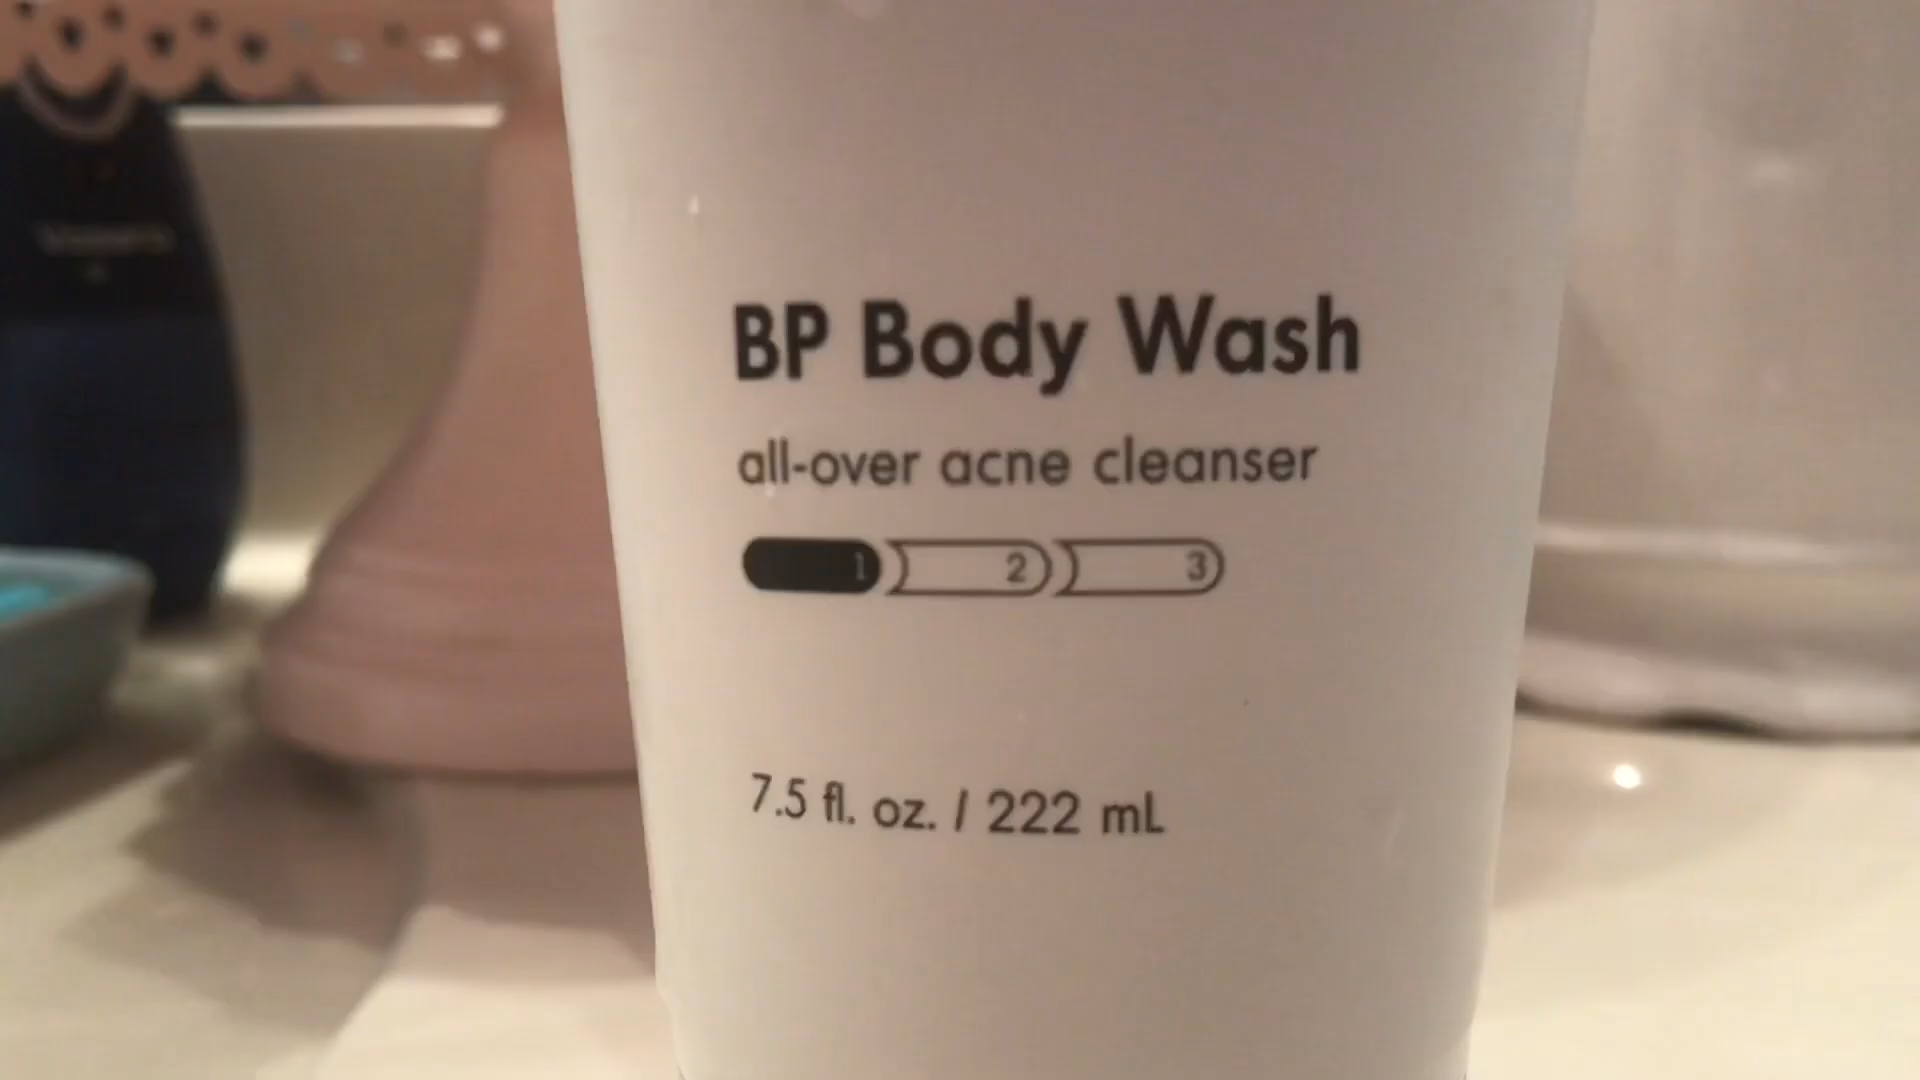 BP Body Wash
all-over acne cleanser
1 2 3
7.5 fl. oz. / 222 mL